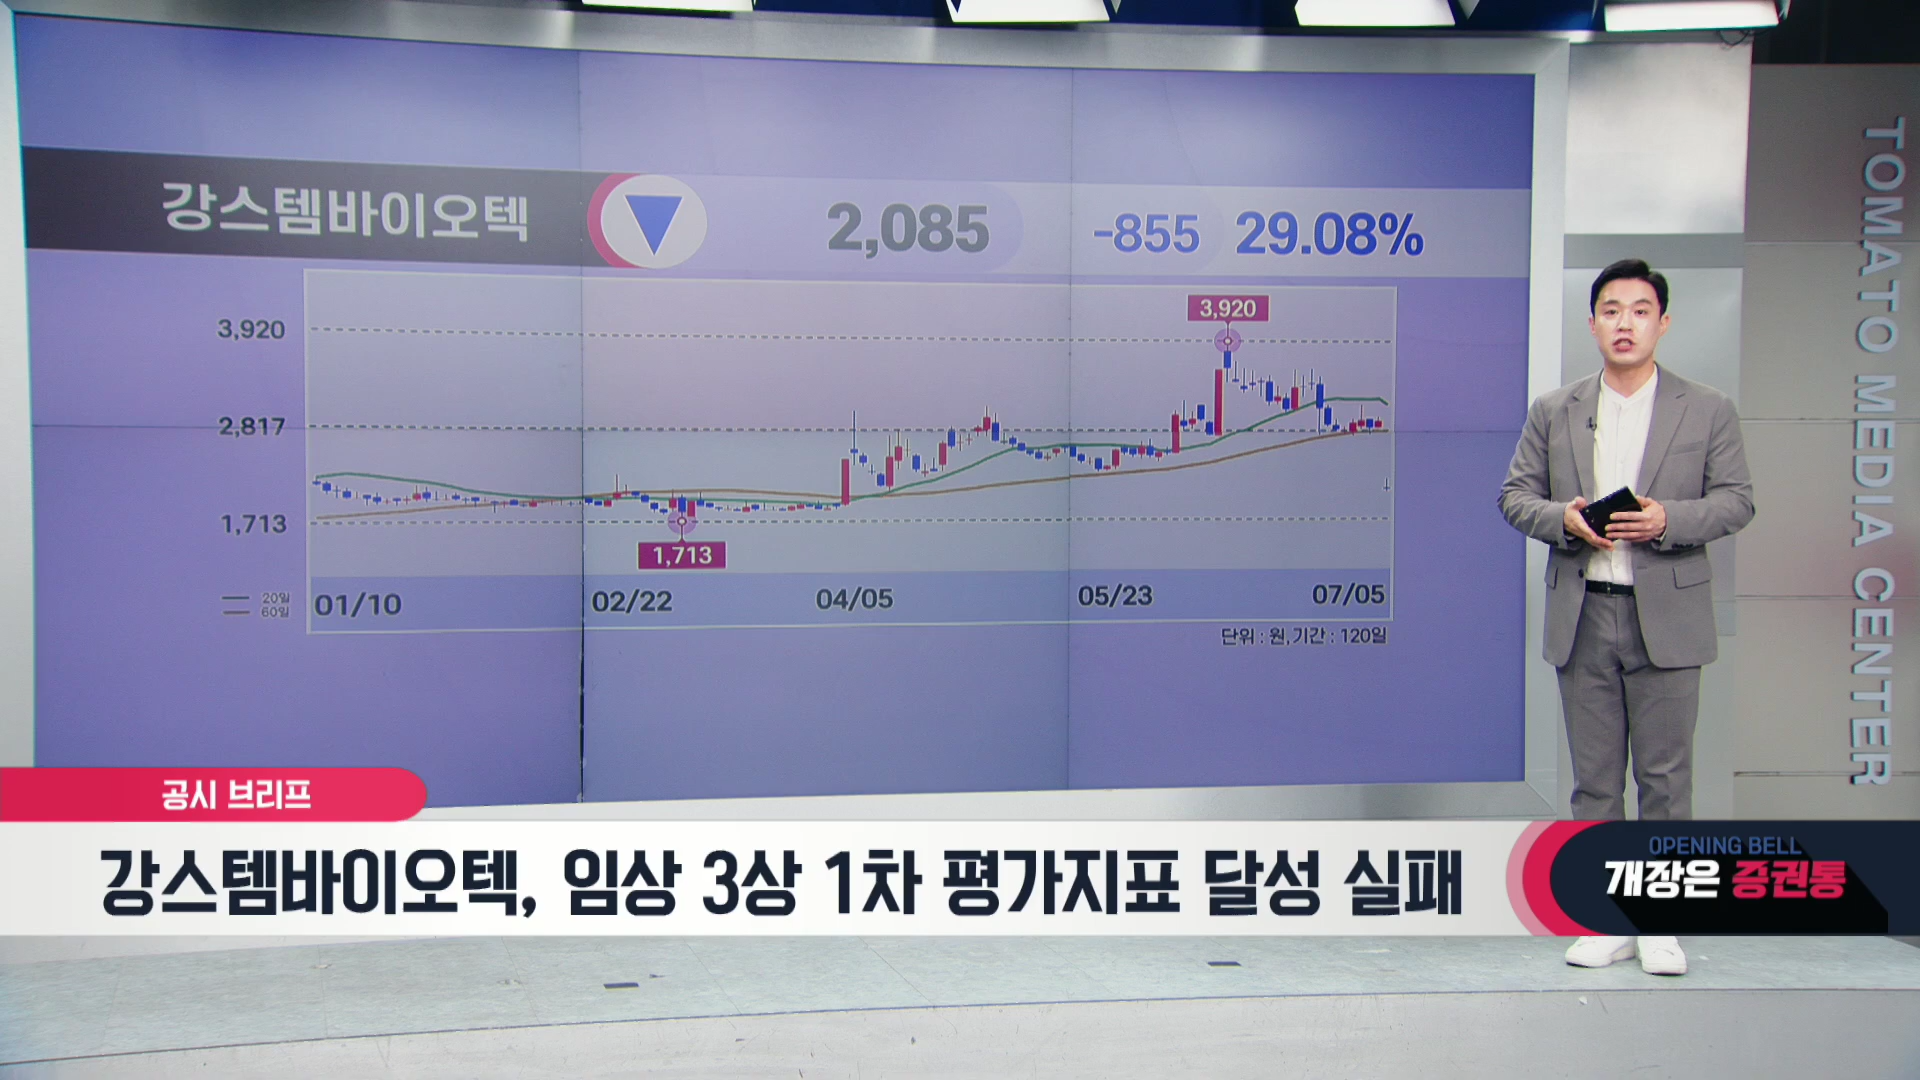 강스템바이오텍 ▼ 2,085 -855 29.08%
3,920
3,920
2,817
1,713
1,713
20일
60일
01/10 02/22 04/05 05/23 07/05
단위 : 원, 기간 : 120일
TOMATO MEDIA CENTER
공시 브리프
강스템바이오텍, 임상 3상 1차 평가지표 달성 실패
OPENING BELL
개장은 증권통